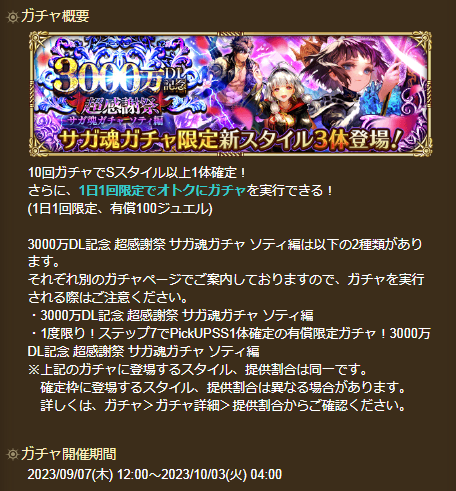 ガチャ概要
3000万DL記念
超感謝祭
サガ魂ガチャ ソティ編
サガ魂ガチャ限定新スタイル3体登場!
10回ガチャでSスタイル以上1体確定！
さらに、1日1回限定でオトクにガチャを実行できる！
(1日1回限定、有償100ジュエル)
3000万DL記念 超感謝祭 サガ魂ガチャ ソティ編は以下の2種類があり
ます。
それぞれ別のガチャページでご案内しておりますので、ガチャを実行
される際はご注意ください。
・3000万DL記念 超感謝祭 サガ魂ガチャ ソティ編
・1度限り！ステップ7でPickUPSS1体確定の有償限定ガチャ！3000万
DL記念 超感謝祭 サガ魂ガチャ ソティ編
※上記のガチャに登場するスタイル、提供割合は同一です。
確定枠に登場するスタイル、提供割合は異なる場合があります。
詳しくは、ガチャ＞ガチャ詳細＞提供割合からご確認ください。
ガチャ開催期間
2023/09/07(木) 12:00～2023/10/03(火) 04:00